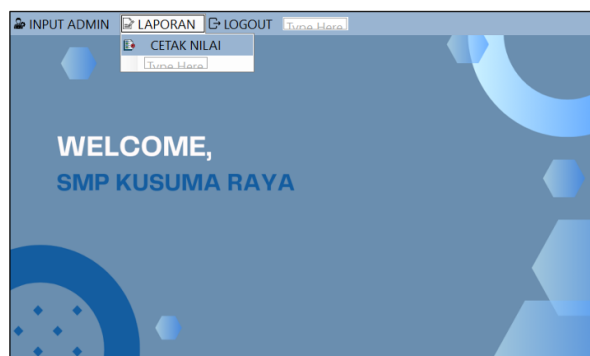 INPUT ADMIN LAPORAN LOGOUT Type Here
CETAK NILAI
Type Here
WELCOME,
SMP KUSUMA RAYA